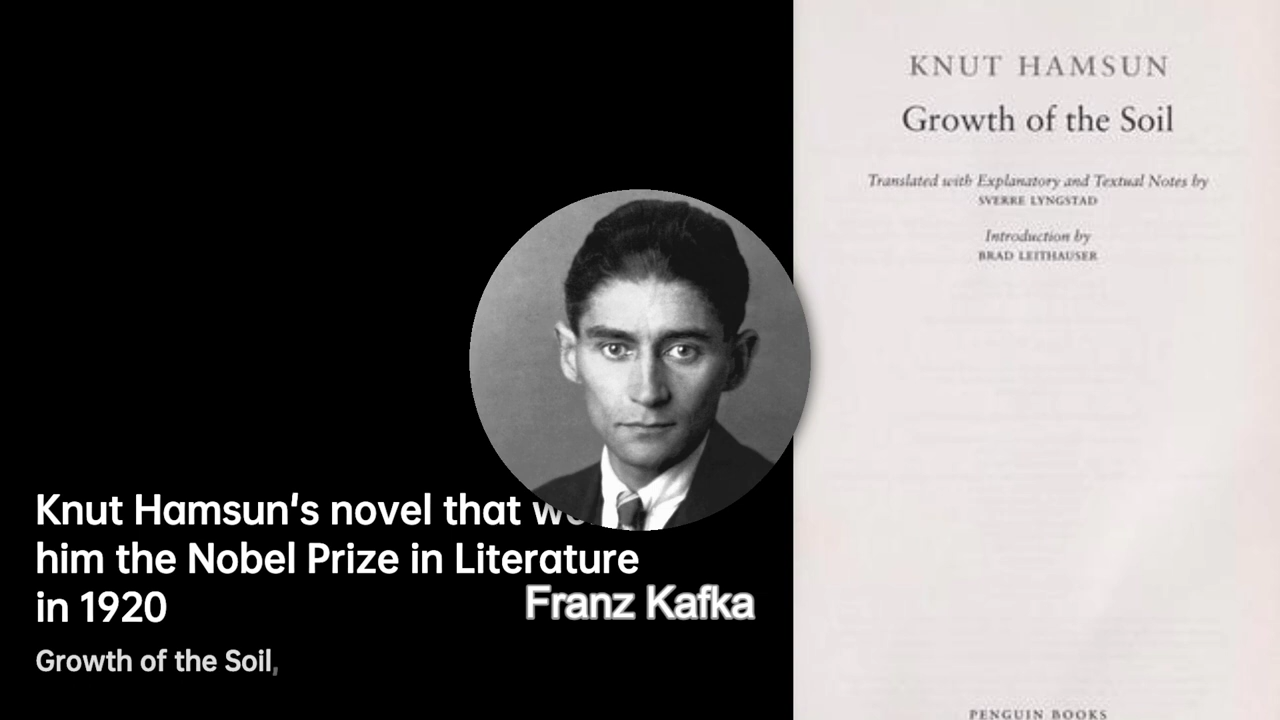 Knut Hamsun's novel that
him the Nobel Prize in Literature
in 1920
Growth of the Soil,
Franz Kafka
KNUT HAMSUN
Growth of the Soil
Translated with Explanatory and Textual Notes by
SVERRE LYNGSTAD
Introduction by
BRAD LEITHAUSER
PENGUIN BOOKS